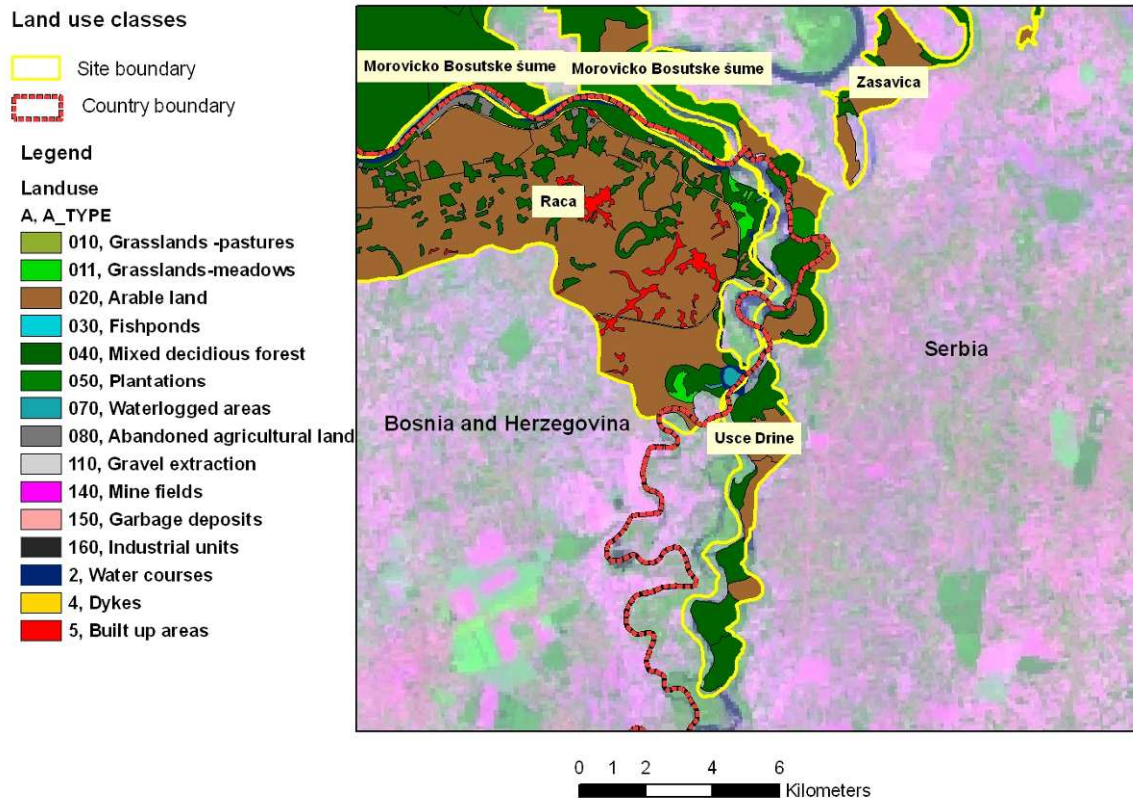 Land use classes
Site boundary
Country boundary
Legend
Landuse
A, A_TYPE
010, Grasslands -pastures
011, Grasslands-meadows
020, Arable land
030, Fishponds
040, Mixed decidious forest
050, Plantations
070, Waterlogged areas
080, Abandoned agricultural land
110, Gravel extraction
140, Mine fields
150, Garbage deposits
160, Industrial units
2, Water courses
4, Dykes
5, Built up areas
Morovicko Bosutske šume
Morovicko Bosutske šume
Zasavica
Raca
Serbia
Bosnia and Herzegovina
Usce Drine
0 1 2 4 6
Kilometers